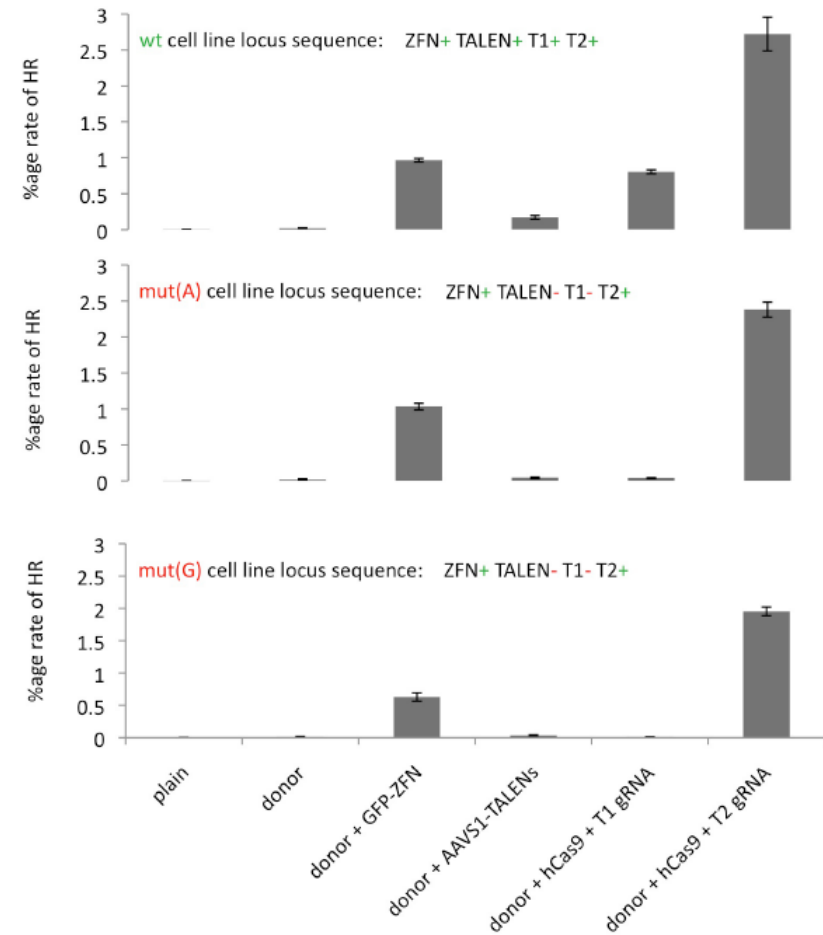 %age rate of HR
3
2.5
2
1.5
1
0.5
0
wt cell line locus sequence: ZFN+ TALEN+ T1+ T2+
%age rate of HR
3
2.5
2
1.5
1
0.5
0
mut(A) cell line locus sequence: ZFN+ TALEN- T1- T2+
%age rate of HR
3
2.5
2
1.5
1
0.5
0
mut(G) cell line locus sequence: ZFN+ TALEN- T1- T2+
plain
donor
donor + GFP-ZFN
donor + AAVS1-TALENs
donor + hCas9 + T1 gRNA
donor + hCas9 + T2 gRNA